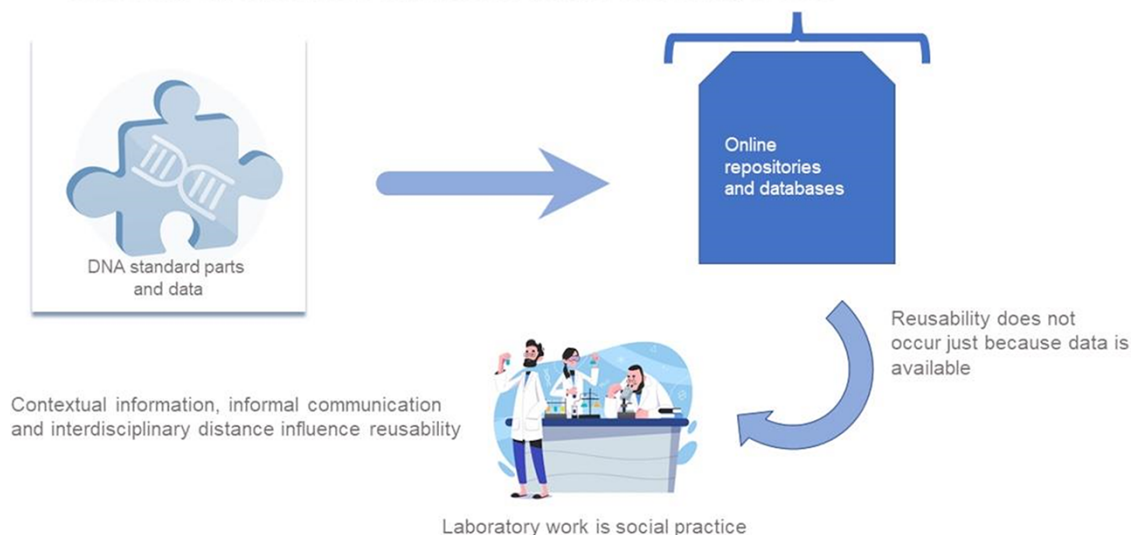 Online
repositories
and databases
DNA standard parts
and data
Reusability does not
occur just because data is
available
Contextual information, informal communication
and interdisciplinary distance influence reusability
Laboratory work is social practice